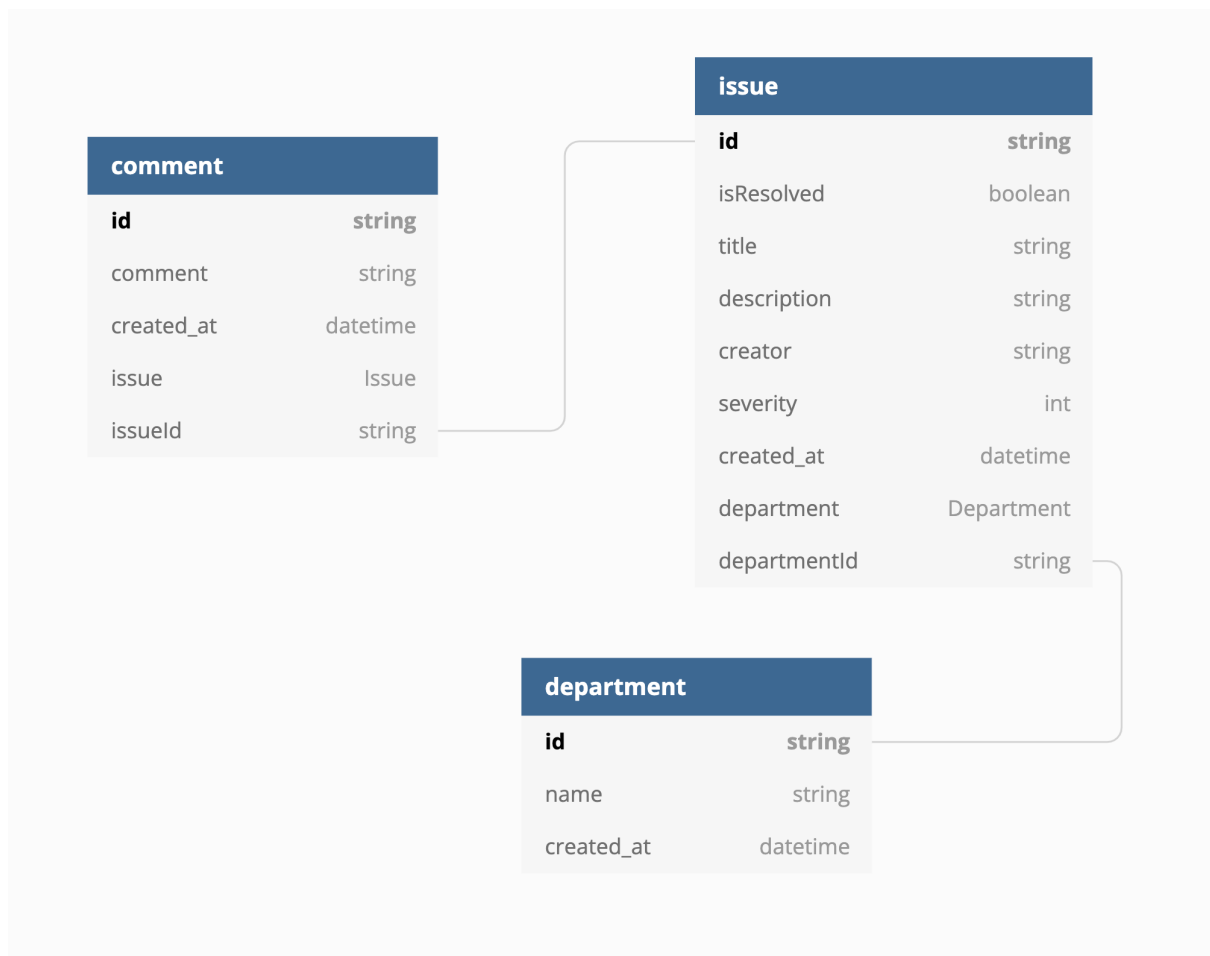 comment
id string
comment string
created_at datetime
issue Issue
issueId string
issue
id string
isResolved boolean
title string
description string
creator string
severity int
created_at datetime
department Department
departmentId string
department
id string
name string
created_at datetime